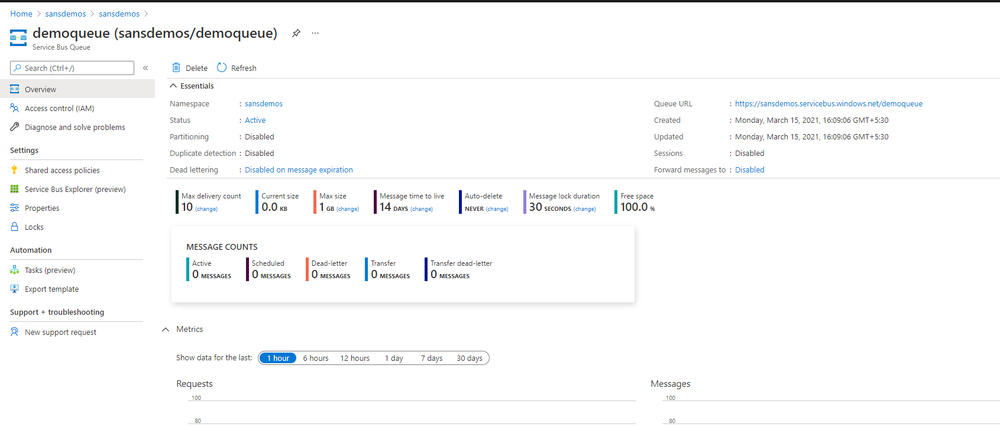 Home > sansdemos > sansdemos >
demoqueue (sansdemos/demoqueue) ...
Service Bus Queue
Search (Ctrl+/) «
Overview
Access control (IAM)
Diagnose and solve problems
Settings
Shared access policies
Service Bus Explorer (preview)
Properties
Locks
Automation
Tasks (preview)
Export template
Support + troubleshooting
New support request
Delete Refresh
Essentials
Namespace : sansdemos
Status : Active
Partitioning : Disabled
Duplicate detection : Disabled
Dead lettering : Disabled on message expiration
Queue URL : https://sansdemos.servicebus.windows.net/demoqueue
Created : Monday, March 15, 2021, 16:09:06 GMT+5:30
Updated : Monday, March 15, 2021, 16:09:06 GMT+5:30
Sessions : Disabled
Forward messages to : Disabled
Max delivery count
10 (change)
Current size
0.0 KB
Max size
1 GB (change)
Message time to live
14 DAYS (change)
Auto-delete
NEVER (change)
Message lock duration
30 SECONDS (change)
Free space
100.0 %
MESSAGE COUNTS
Active
0 MESSAGES
Scheduled
0 MESSAGES
Dead-letter
0 MESSAGES
Transfer
0 MESSAGES
Transfer dead-letter
0 MESSAGES
Metrics
Show data for the last: 1 hour 6 hours 12 hours 1 day 7 days 30 days
Requests
100
80
Messages
100
80